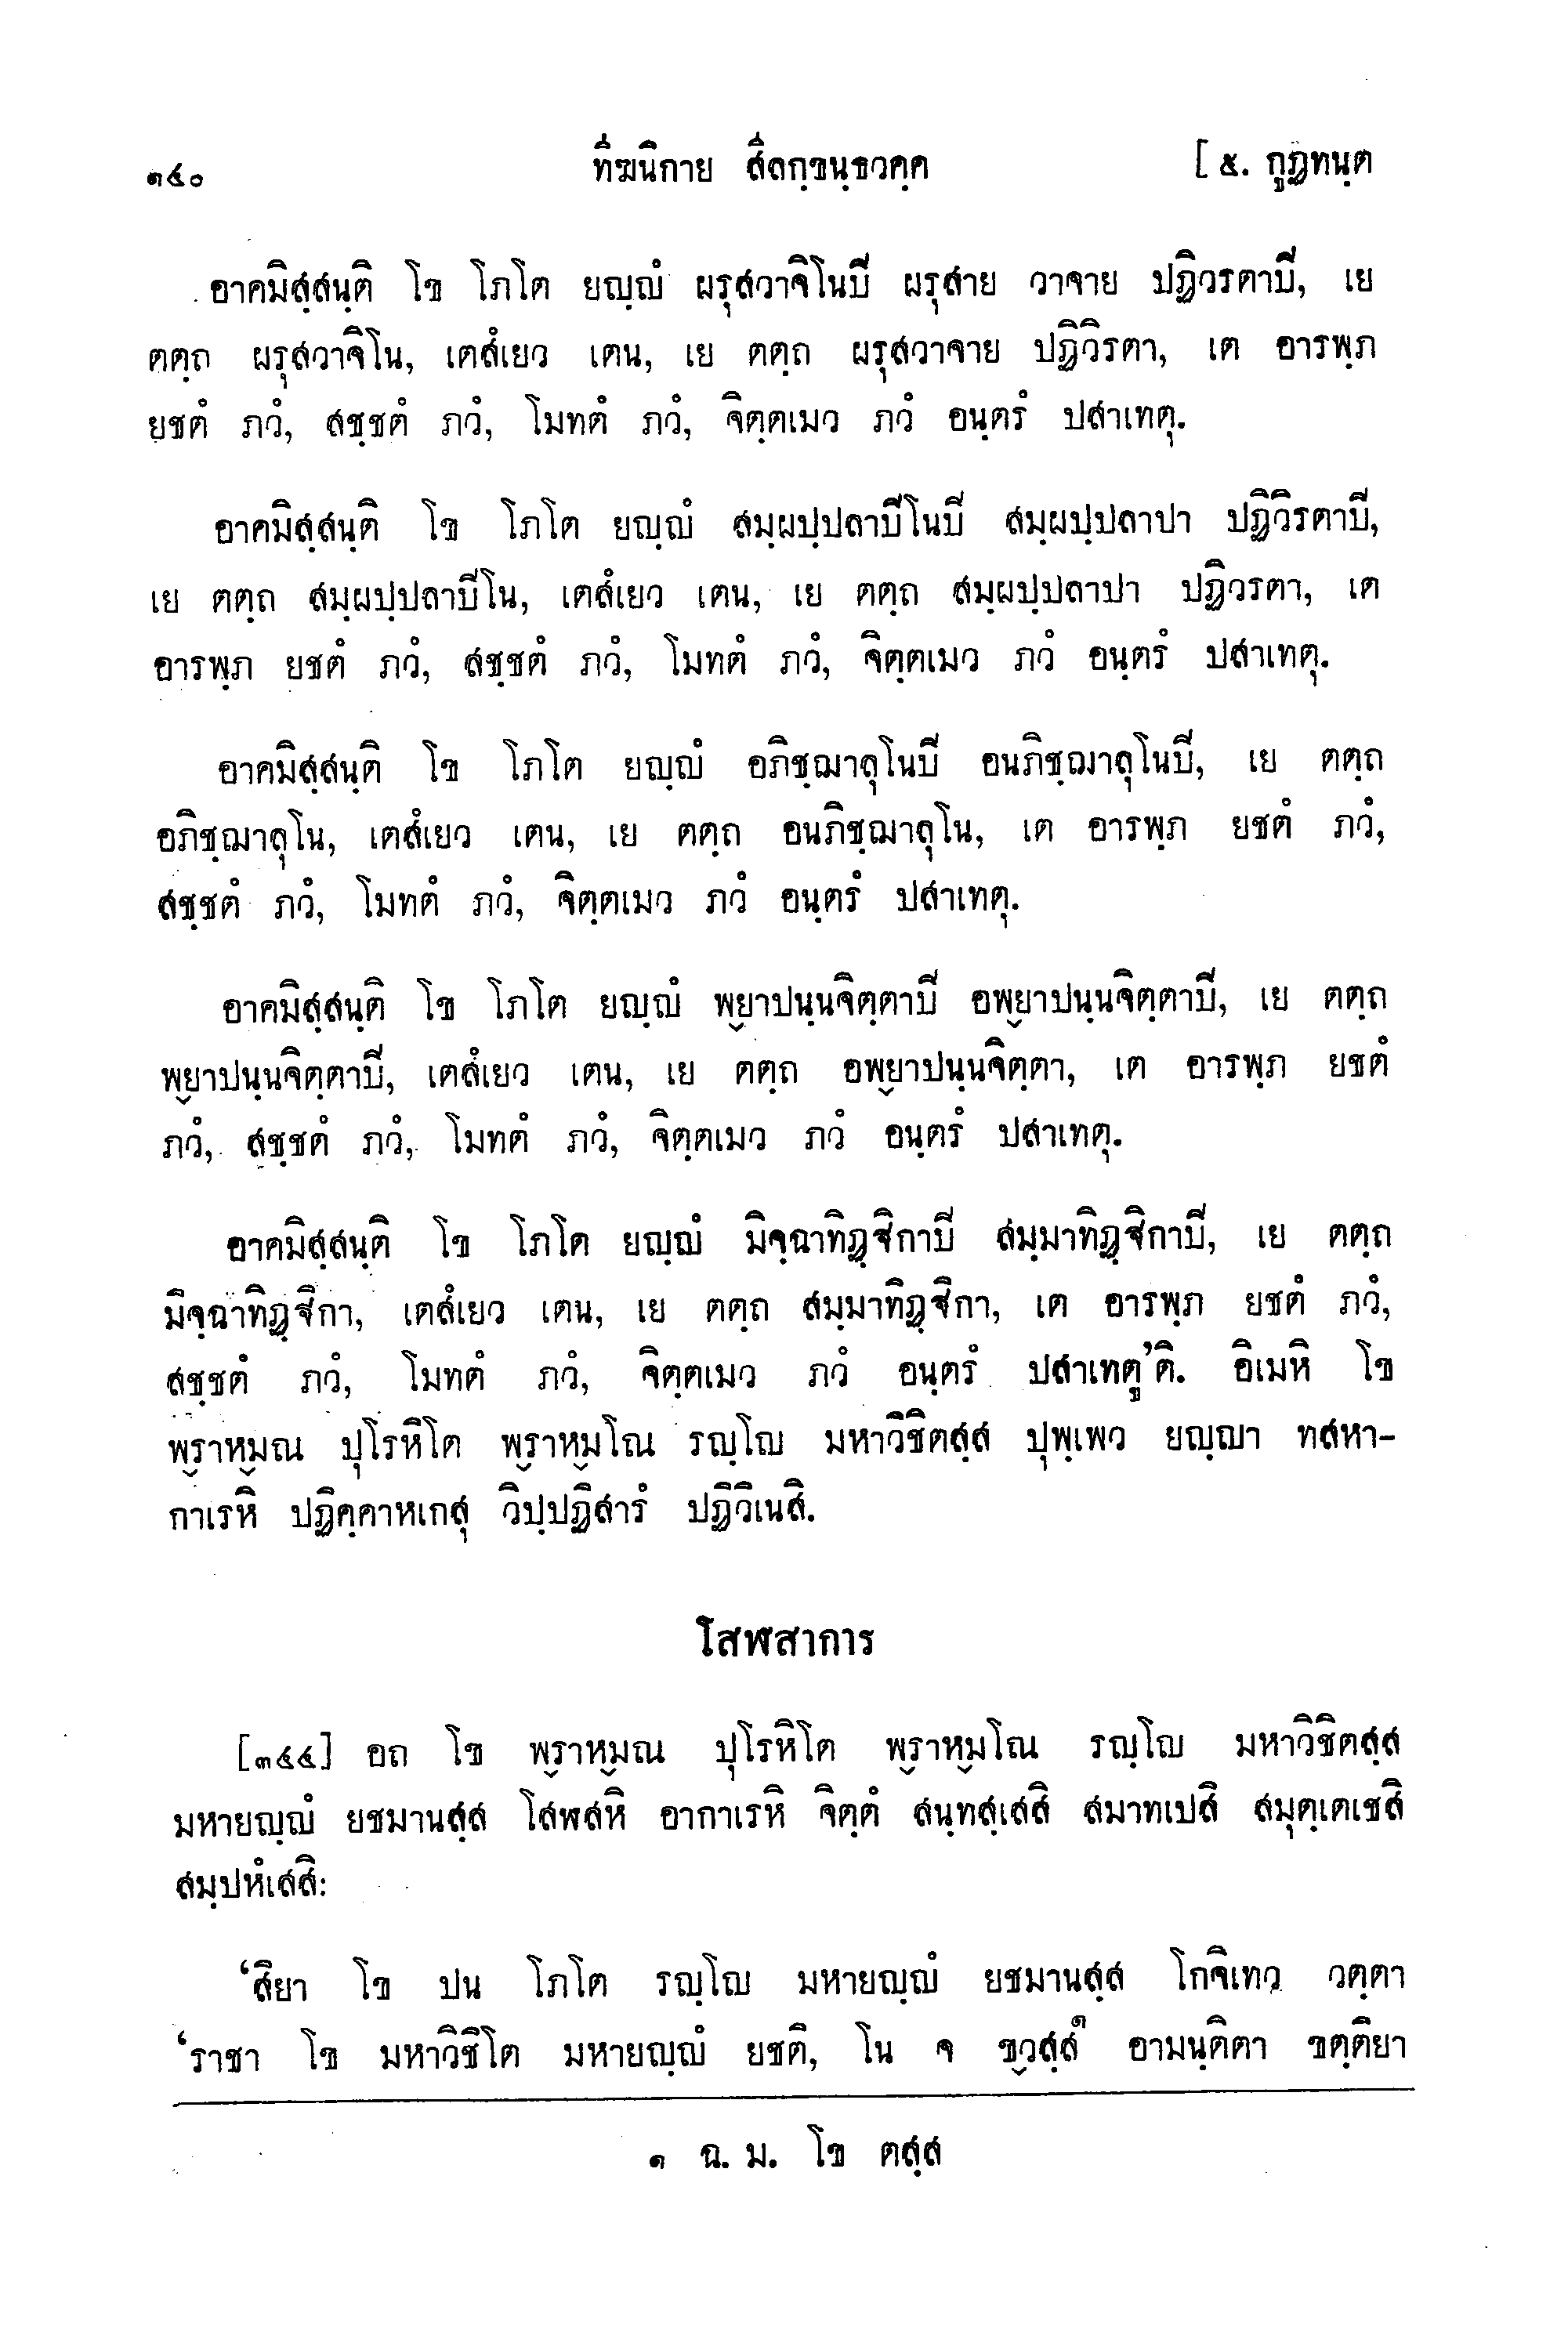 ๑๔๐ ทีฆนิกาย สีลกฺขนฺธวคฺค [ ๕. กูฏทนฺต
อาคมิสฺสนฺติ โข โภโต ยญฺญํ ผรุสวาจิโนปี ผรุสาย วาจาย ปฏิวรตาปี, เย
ตตฺถ ผรุสวาจิโน, เตสํเยว เตน, เย ตตฺถ ผรุสวาจาย ปฏิวิรตา, เต อารพฺภ
ยชตํ ภวํ, สชฺชตํ ภวํ, โมทตํ ภวํ, จิตฺตเมว ภวํ อนฺตรํ ปสาเทตุ.
อาคมิสฺสนฺติ โข โภโต ยญฺญํ สมฺผปฺปลาปีโนปี สมฺผปฺปลาปา ปฏิวิรตาปี,
เย ตตฺถ สมฺผปฺปลาปีโน, เตสํเยว เตน, เย ตตฺถ สมฺผปฺปลาปา ปฏิวรตา, เต
อารพฺภ ยชตํ ภวํ, สชฺชตํ ภวํ, โมทตํ ภวํ, จิตฺตเมว ภวํ อนฺตรํ ปสาเทตุ.
อาคมิสฺสนฺติ โข โภโต ยญฺญํ อภิชฺฌาลุโนปี อนภิชฺฌาลุโนปี, เย ตตฺถ
อภิชฺฌาลุโน, เตสํเยว เตน, เย ตตฺถ อนภิชฺฌาลุโน, เต อารพฺภ ยชตํ ภวํ,
สชฺชตํ ภวํ, โมทตํ ภวํ, จิตฺตเมว ภวํ อนฺตรํ ปสาเทตุ.
อาคมิสฺสนฺติ โข โภโต ยญฺญํ พ๎ยาปนฺนจิตฺตาปี อพ๎ยาปนฺนจิตฺตาปี, เย ตตฺถ
พ๎ยาปนฺนจิตฺตาปี, เตสํเยว เตน, เย ตตฺถ อพ๎ยาปนฺนจิตฺตา, เต อารพฺภ ยชตํ
ภวํ, สชฺชตํ ภวํ, โมทตํ ภวํ, จิตฺตเมว ภวํ อนฺตรํ ปสาเทตุ.
อาคมิสฺสนฺติ โข โภโต ยญฺญํ มิจฺฉาทิฏฺฐิกาปี สมฺมาทิฏฺฐิกาปี, เย ตตฺถ
มิจฺฉาทิฏฺฐิกา, เตสํเยว เตน, เย ตตฺถ สมฺมาทิฏฺฐิกา, เต อารพฺภ ยชตํ ภวํ,
สชฺชตํ ภวํ, โมทตํ ภวํ, จิตฺตเมว ภวํ อนฺตรํ ปสาเทตู’ติ. อิเมหิ โข
พ๎ราห๎มณ ปุโรหิโต พ๎ราห๎มโณ รญฺโญ มหาวิชิตสฺส ปุพฺเพว ยญฺญา ทสหา-
กาเรหิ ปฏิคฺคาหเกสุ วิปฺปฏิสารํ ปฏิวิเนสิ.
โสฬสาการ
[๓๔๔] อถ โข พ๎ราห๎มณ ปุโรหิโต พ๎ราห๎มโณ รญฺโญ มหาวิชิตสฺส
มหายญฺญํ ยชมานสฺส โสฬสหิ อากาเรหิ จิตฺตํ สนฺทสฺเสสิ สมาทเปสิ สมุตฺเตเชสิ
สมฺปหํเสสิ:
‘สิยา โข ปน โภโต รญฺโญ มหายญฺญํ ยชมานสฺส โกจิเทว วตฺตา
‘ราชา โข มหาวิชิโต มหายญฺญํ ยชติ, โน จ ขฺวสฺส๑ อามนฺติตา ขตฺติยา
๑ ฉ. ม. โข ตสฺส